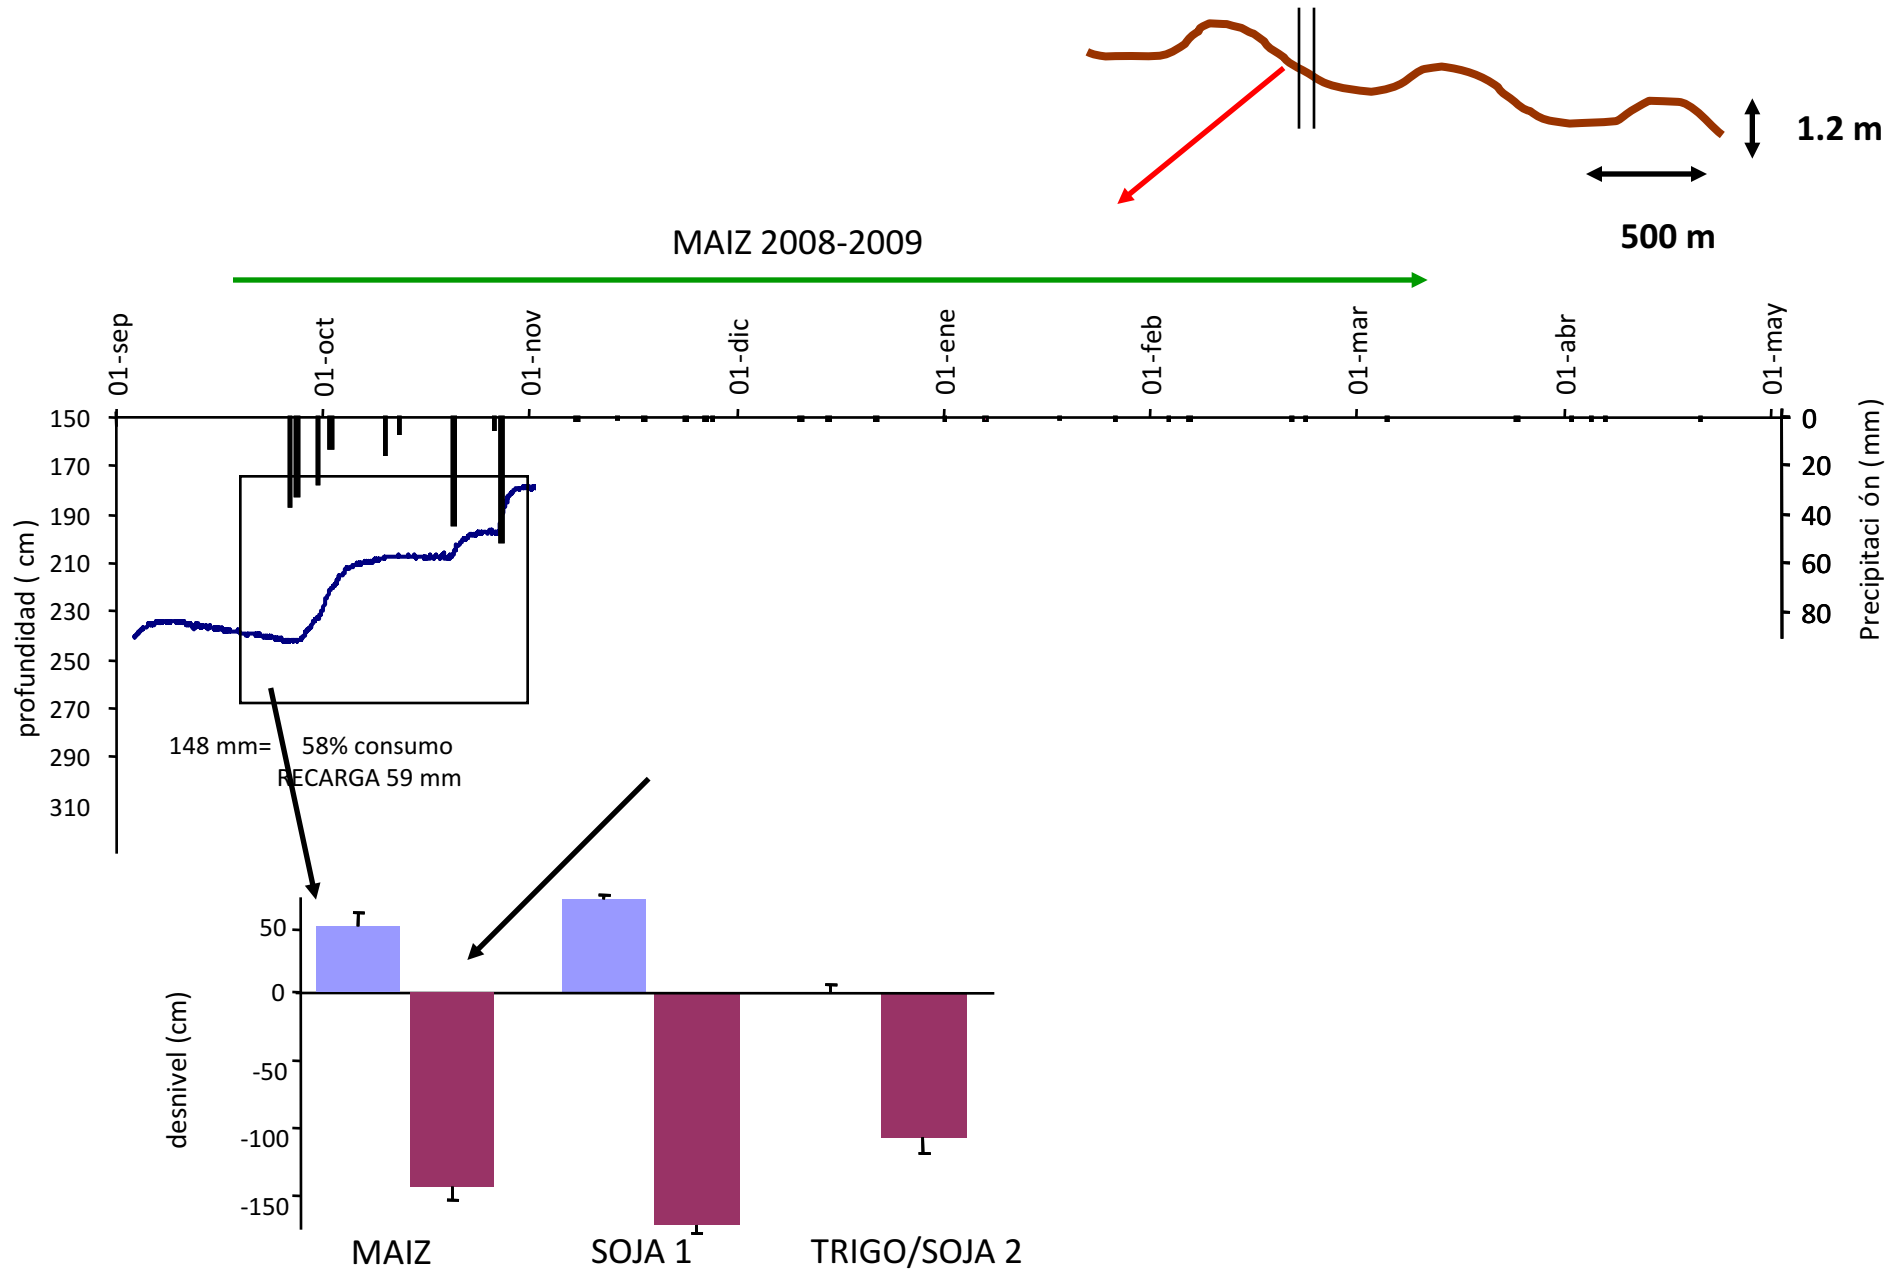 1.2 m
500 m
MAIZ 2008-2009
01-sep
01-oct
01-nov
01-dic
01-ene
01-feb
01-mar
01-abr
01-may
150
170
190
210
230
250
270
290
310
profundidad ( cm)
0
20
40
60
80
Precipitaci ón ( mm)
148 mm= 58% consumo
RECARGA 59 mm
50
0
-50
-100
-150
desnivel (cm)
MAIZ
SOJA 1
TRIGO/SOJA 2